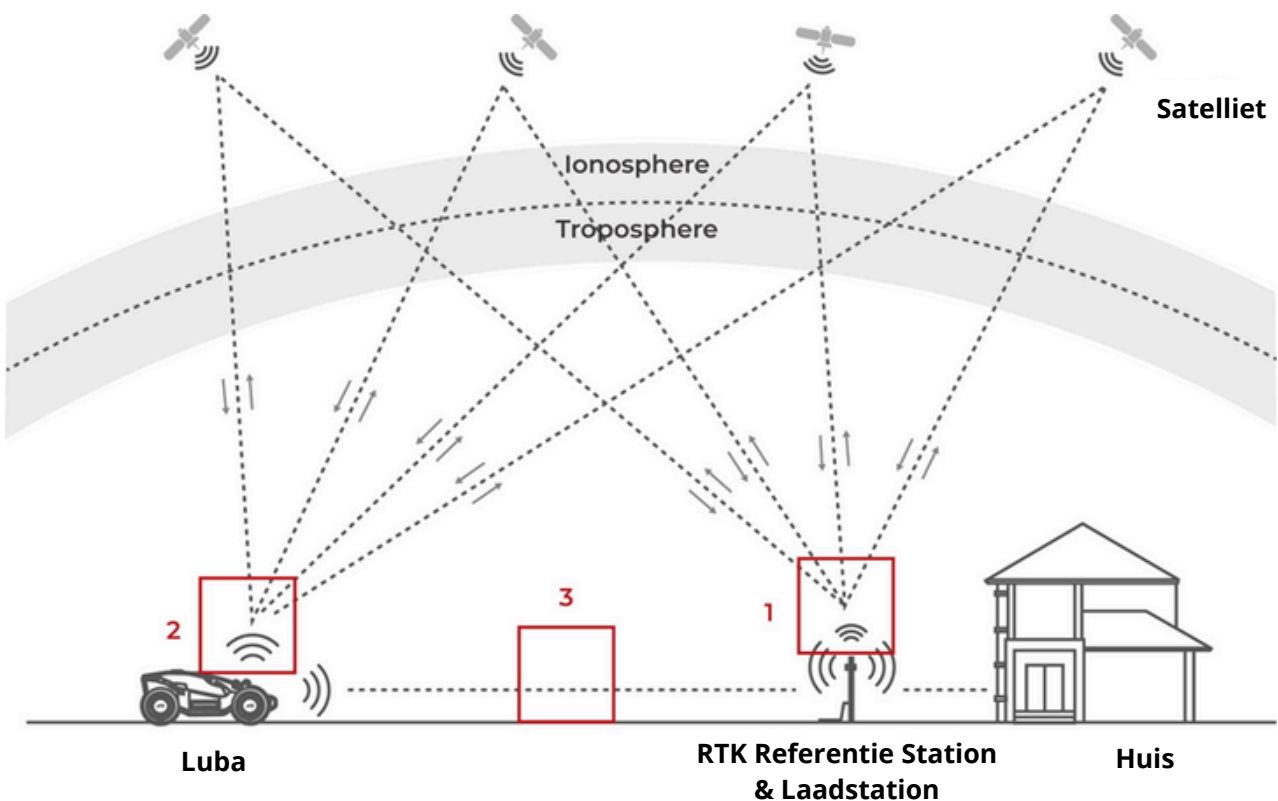 Satelliet
Ionosphere
Troposphere
3
1
2
Luba
RTK Referentie Station
& Laadstation
Huis